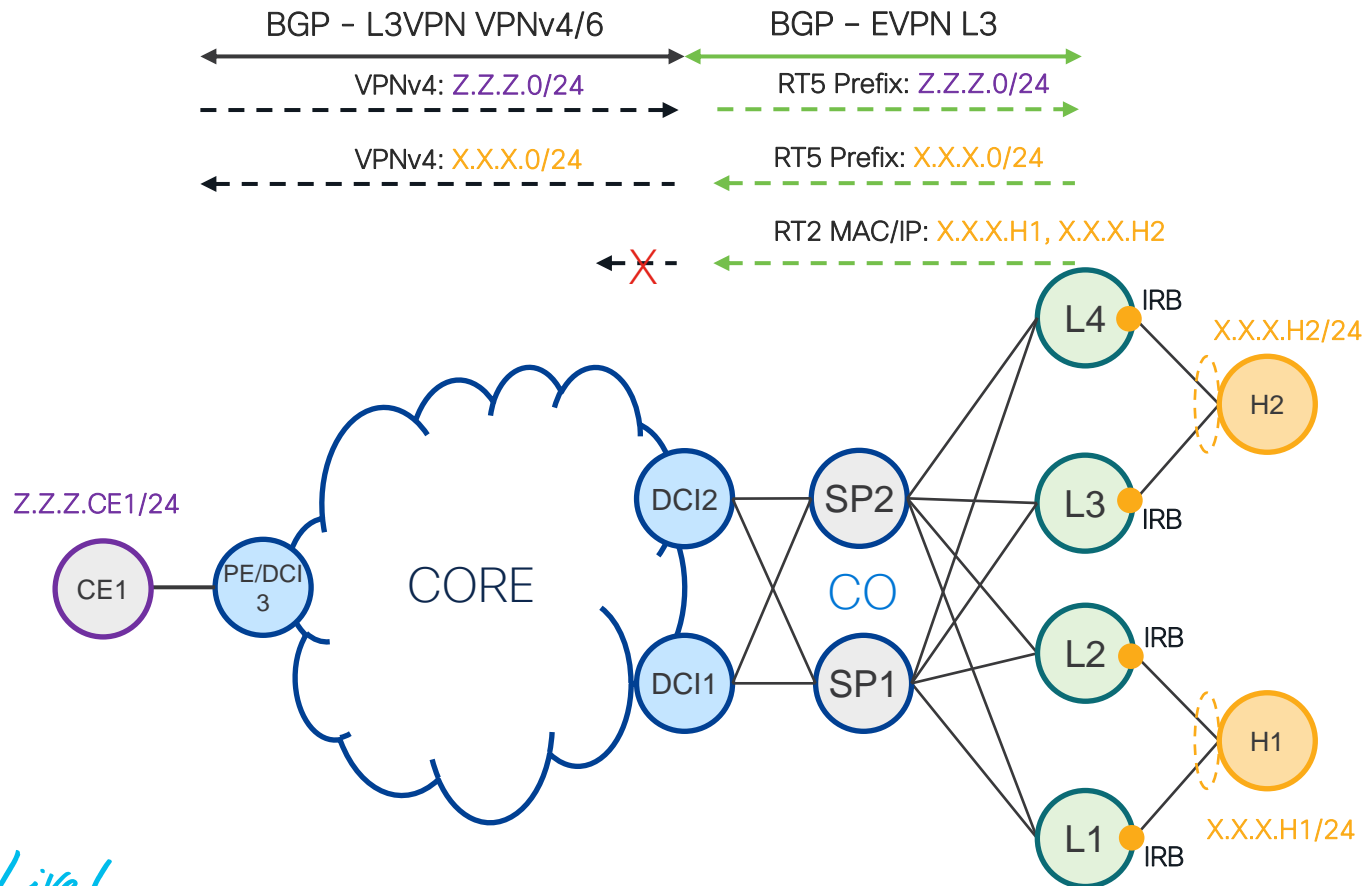 BGP – L3VPN VPNv4/6
BGP – EVPN L3
VPNv4: Z.Z.Z.0/24
RT5 Prefix: Z.Z.Z.0/24
VPNv4: X.X.X.0/24
RT5 Prefix: X.X.X.0/24
RT2 MAC/IP: X.X.X.H1, X.X.X.H2
X
L4
IRB
X.X.X.H2/24
H2
DCI2
SP2
L3
IRB
Z.Z.Z.CE1/24
CE1
PE/DCI
3
CORE
CO
L2
IRB
DCI1
SP1
H1
X.X.X.H1/24
L1
IRB
Live!